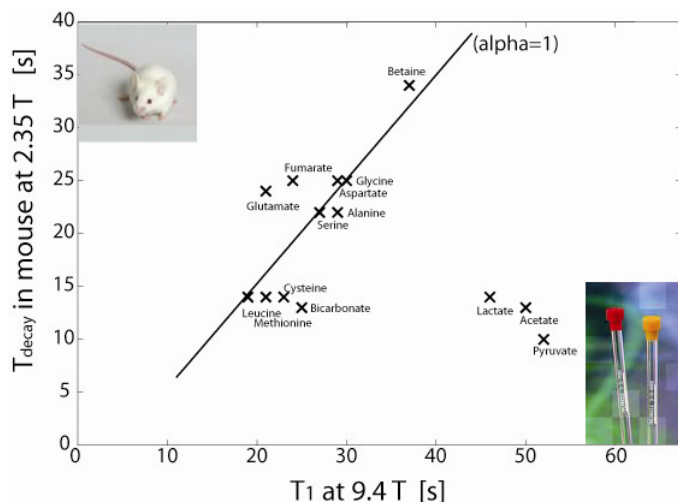 T decay in mouse at 2.35 T [s]
40
35
30
25
20
15
10
5
0
(alpha=1)
Betaine
Fumarate
Glycine
Glutamate
Aspartate
Alanine
Serine
Cysteine
Leucine
Bicarbonate
Methionine
Lactate
Acetate
Pyruvate
0 10 20 30 40 50 60
T1 at 9.4 T [s]